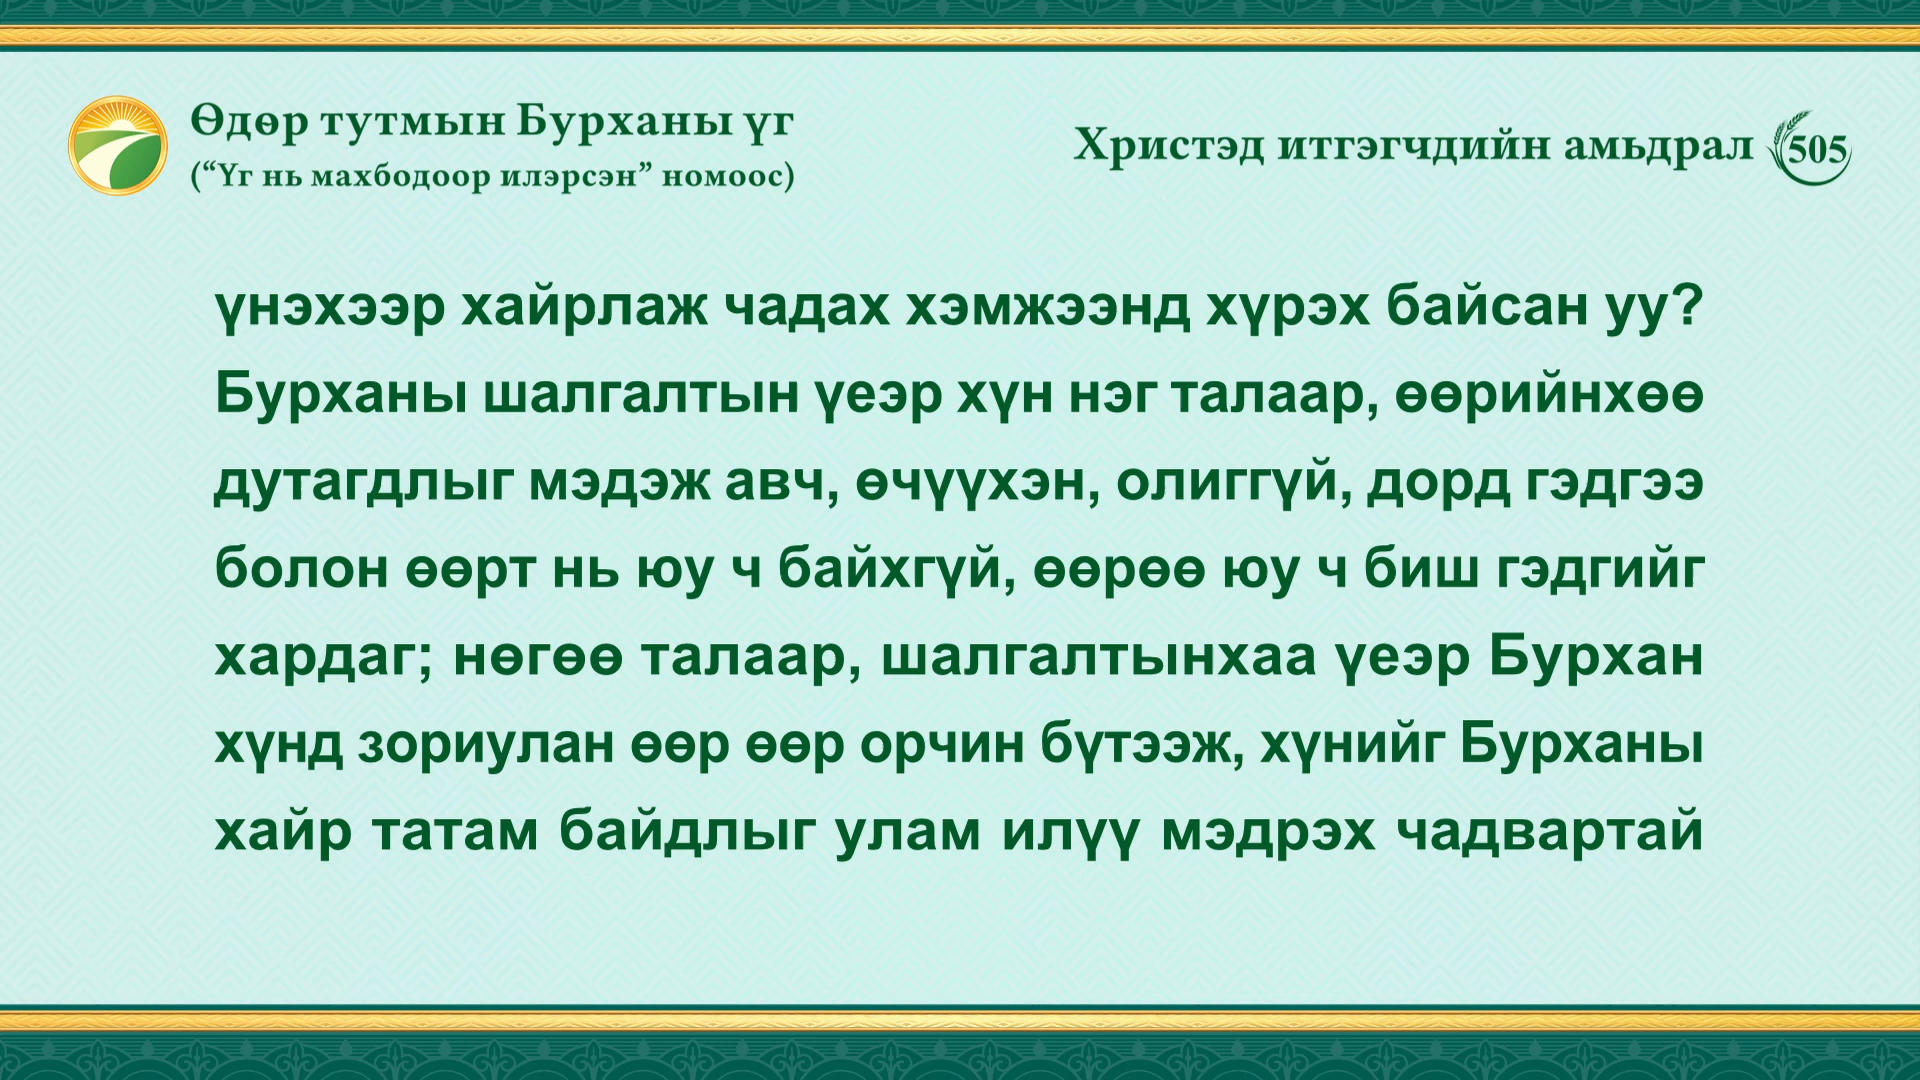 Өдөр тутмын Бурханы үг
(“Үг нь махбодоор илэрсэн” номоос)
Христэд итгэгчдийн амьдрал 505
үнэхээр хайрлаж чадах хэмжээнд хүрэх байсан уу?
Бурханы шалгалтын үеэр хүн нэг талаар, өөрийнхөө
дутагдлыг мэдэж авч, өчүүхэн, олиггүй, дорд гэдгээ
болон өөрт нь юу ч байхгүй, өөрөө юу ч биш гэдгийг
хардаг; нөгөө талаар, шалгалтынхаа үеэр Бурхан
хүнд зориулан өөр өөр орчин бүтээж, хүнийг Бурханы
хайр татам байдлыг улам илүү мэдрэх чадвартай